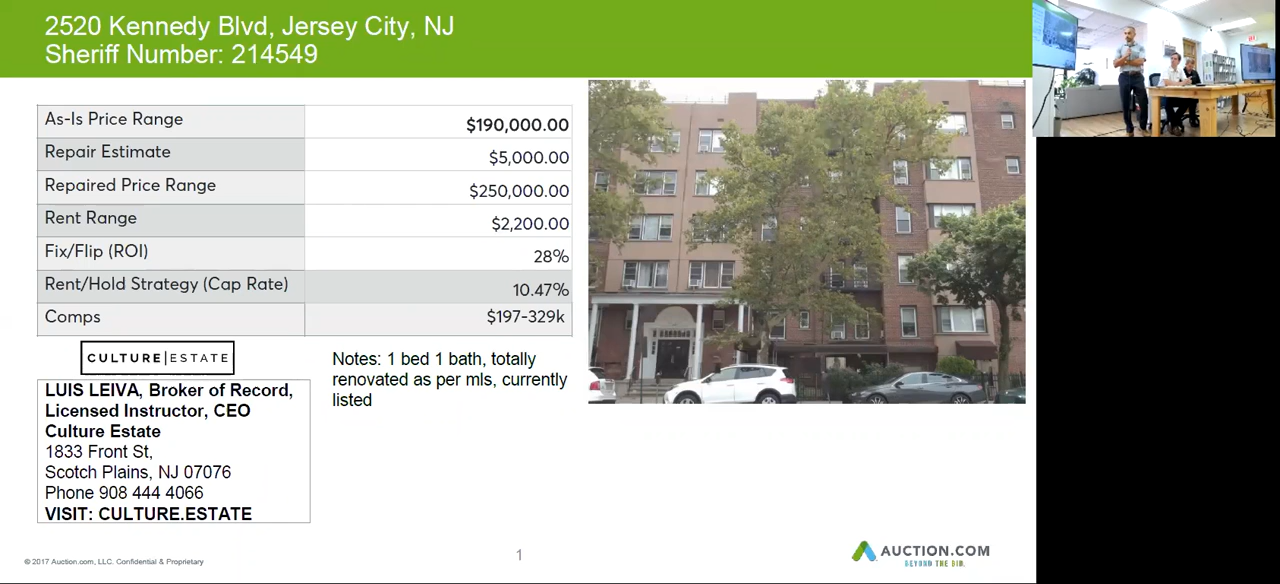 2520 Kennedy Blvd, Jersey City, NJ
Sheriff Number: 214549
As-Is Price Range $190,000.00
Repair Estimate $5,000.00
Repaired Price Range $250,000.00
Rent Range $2,200.00
Fix/Flip (ROI) 28%
Rent/Hold Strategy (Cap Rate) 10.47%
Comps $197-329k
CULTURE|ESTATE
LUIS LEIVA, Broker of Record,
Licensed Instructor, CEO
Culture Estate
1833 Front St,
Scotch Plains, NJ 07076
Phone 908 444 4066
VISIT: CULTURE.ESTATE
Notes: 1 bed 1 bath, totally
renovated as per mls, currently
listed
© 2017 Auction.com, LLC. Confidential & Proprietary
1
AUCTION.COM
BEYOND THE BID.